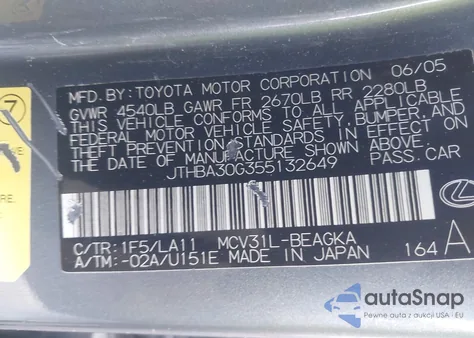 MFD. BY: TOYOTA MOTOR CORPORATION 06/05
GVWR 4540LB GAWR FR 2670LB RR 2280LB
THIS VEHICLE CONFORMS TO ALL APPLICABLE
FEDERAL MOTOR VEHICLE SAFETY, BUMPER, AND
THEFT PREVENTION STANDARDS IN EFFECT ON
THE DATE OF MANUFACTURE SHOWN ABOVE.
JTHBA30G355132649 PASS. CAR
7
C/TR: 1F5/LA11 MCV31L-BEAGKA
A/TM: -02A/U151E MADE IN JAPAN 164 A
autoSnap
Pewne auta z aukcji USA - EU